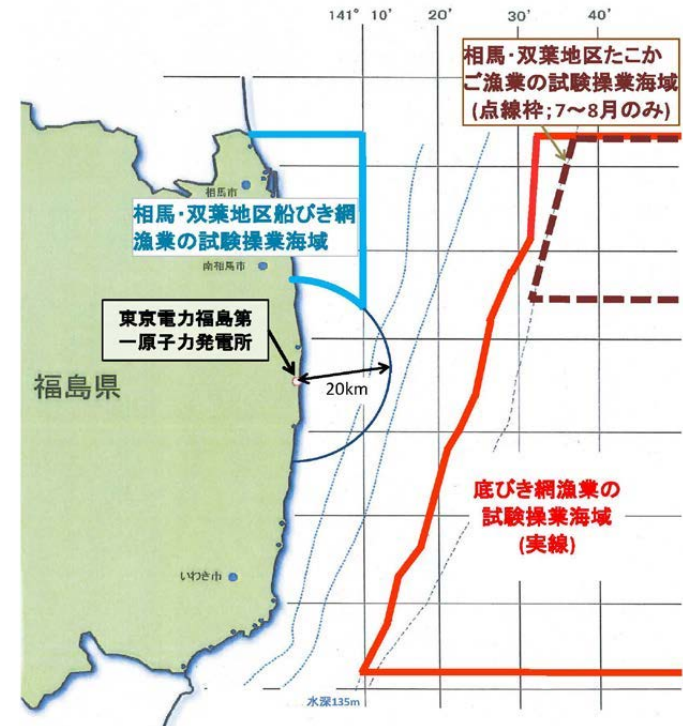 141° 10’ 20’ 30’ 40’
相馬・双葉地区たこか
ご漁業の試験操業海域
(点線枠;7～8月のみ)
相馬市
相馬・双葉地区船びき網
漁業の試験操業海域
南相馬市
東京電力福島第
一原子力発電所
20km
福島県
底びき網漁業の
試験操業海域
(実線)
いわき市
水深135m